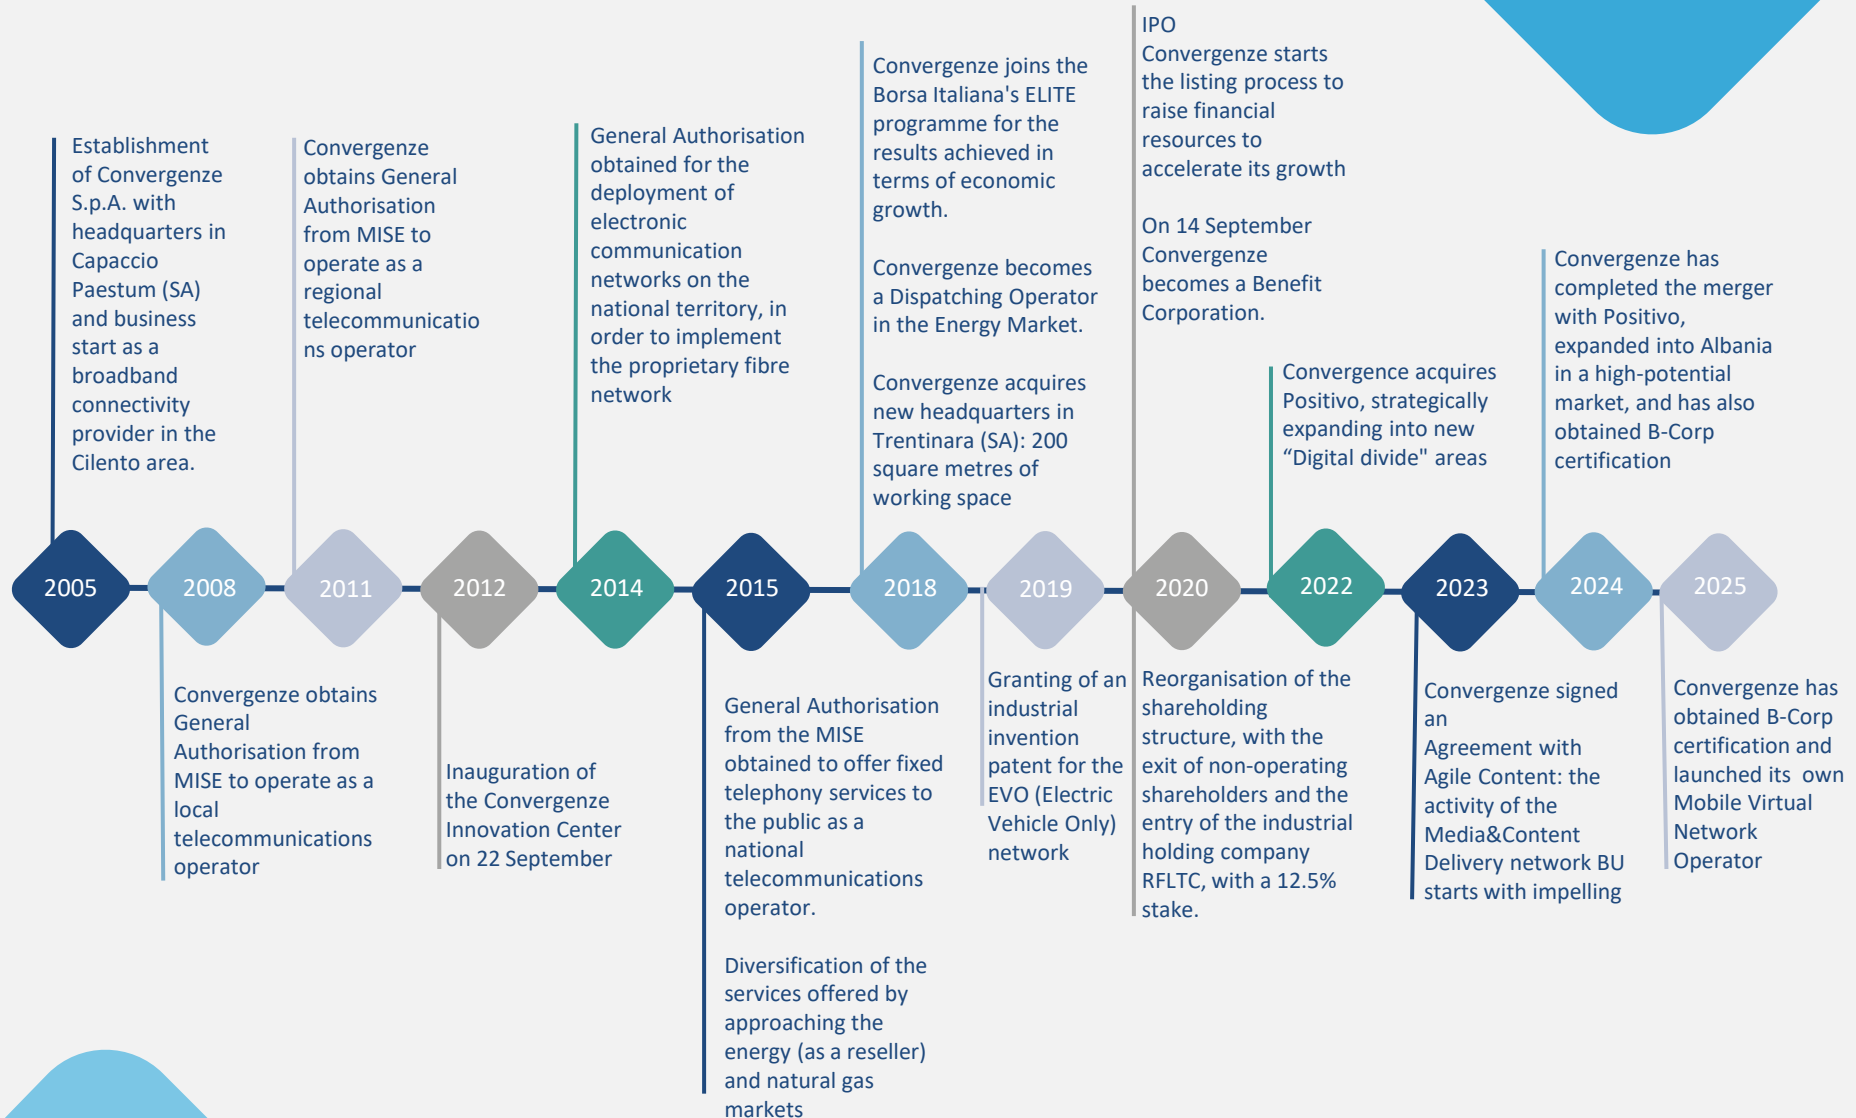 Establishment
of Convergenze
S.p.A. with
headquarters in
Capaccio
Paestum (SA)
and business
start as a
broadband
connectivity
provider in the
Cilento area.
Convergenze
obtains General
Authorisation
from MISE to
operate as a
regional
telecommunicatio
ns operator
General Authorisation
obtained for the
deployment of
electronic
communication
networks on the
national territory, in
order to implement
the proprietary fibre
network
Convergenze joins the
Borsa Italiana's ELITE
programme for the
results achieved in
terms of economic
growth.
Convergenze becomes
a Dispatching Operator
in the Energy Market.
Convergenze acquires
new headquarters in
Trentinara (SA): 200
square metres of
working space
IPO
Convergenze starts
the listing process to
raise financial
resources to
accelerate its growth
On 14 September
Convergenze
becomes a Benefit
Corporation.
Convergence acquires
Positivo, strategically
expanding into new
“Digital divide" areas
Convergenze has
completed the merger
with Positivo,
expanded into Albania
in a high-potential
market, and has also
obtained B-Corp
certification
2005
2008
2011
2012
2014
2015
2018
2019
2020
2022
2023
2024
2025
Convergenze obtains
General
Authorisation from
MISE to operate as a
local
telecommunications
operator
Inauguration of
the Convergenze
Innovation Center
on 22 September
General Authorisation
from the MISE
obtained to offer fixed
telephony services to
the public as a
national
telecommunications
operator.
Diversification of the
services offered by
approaching the
energy (as a reseller)
and natural gas
markets
Granting of an
industrial
invention
patent for the
EVO (Electric
Vehicle Only)
network
Reorganisation of the
shareholding
structure, with the
exit of non-operating
shareholders and the
entry of the industrial
holding company
RFLTC, with a 12.5%
stake.
Convergenze signed
an
Agreement with
Agile Content: the
activity of the
Media&Content
Delivery network BU
starts with impelling
Convergenze has
obtained B-Corp
certification and
launched its  own
Mobile Virtual
Network
Operator